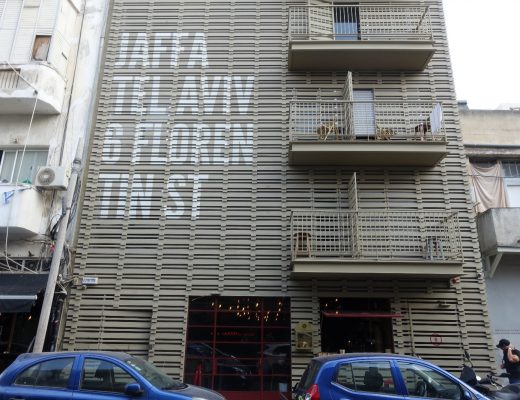 JAFFA
TEL AVIV
6 FLOREN
TIN ST